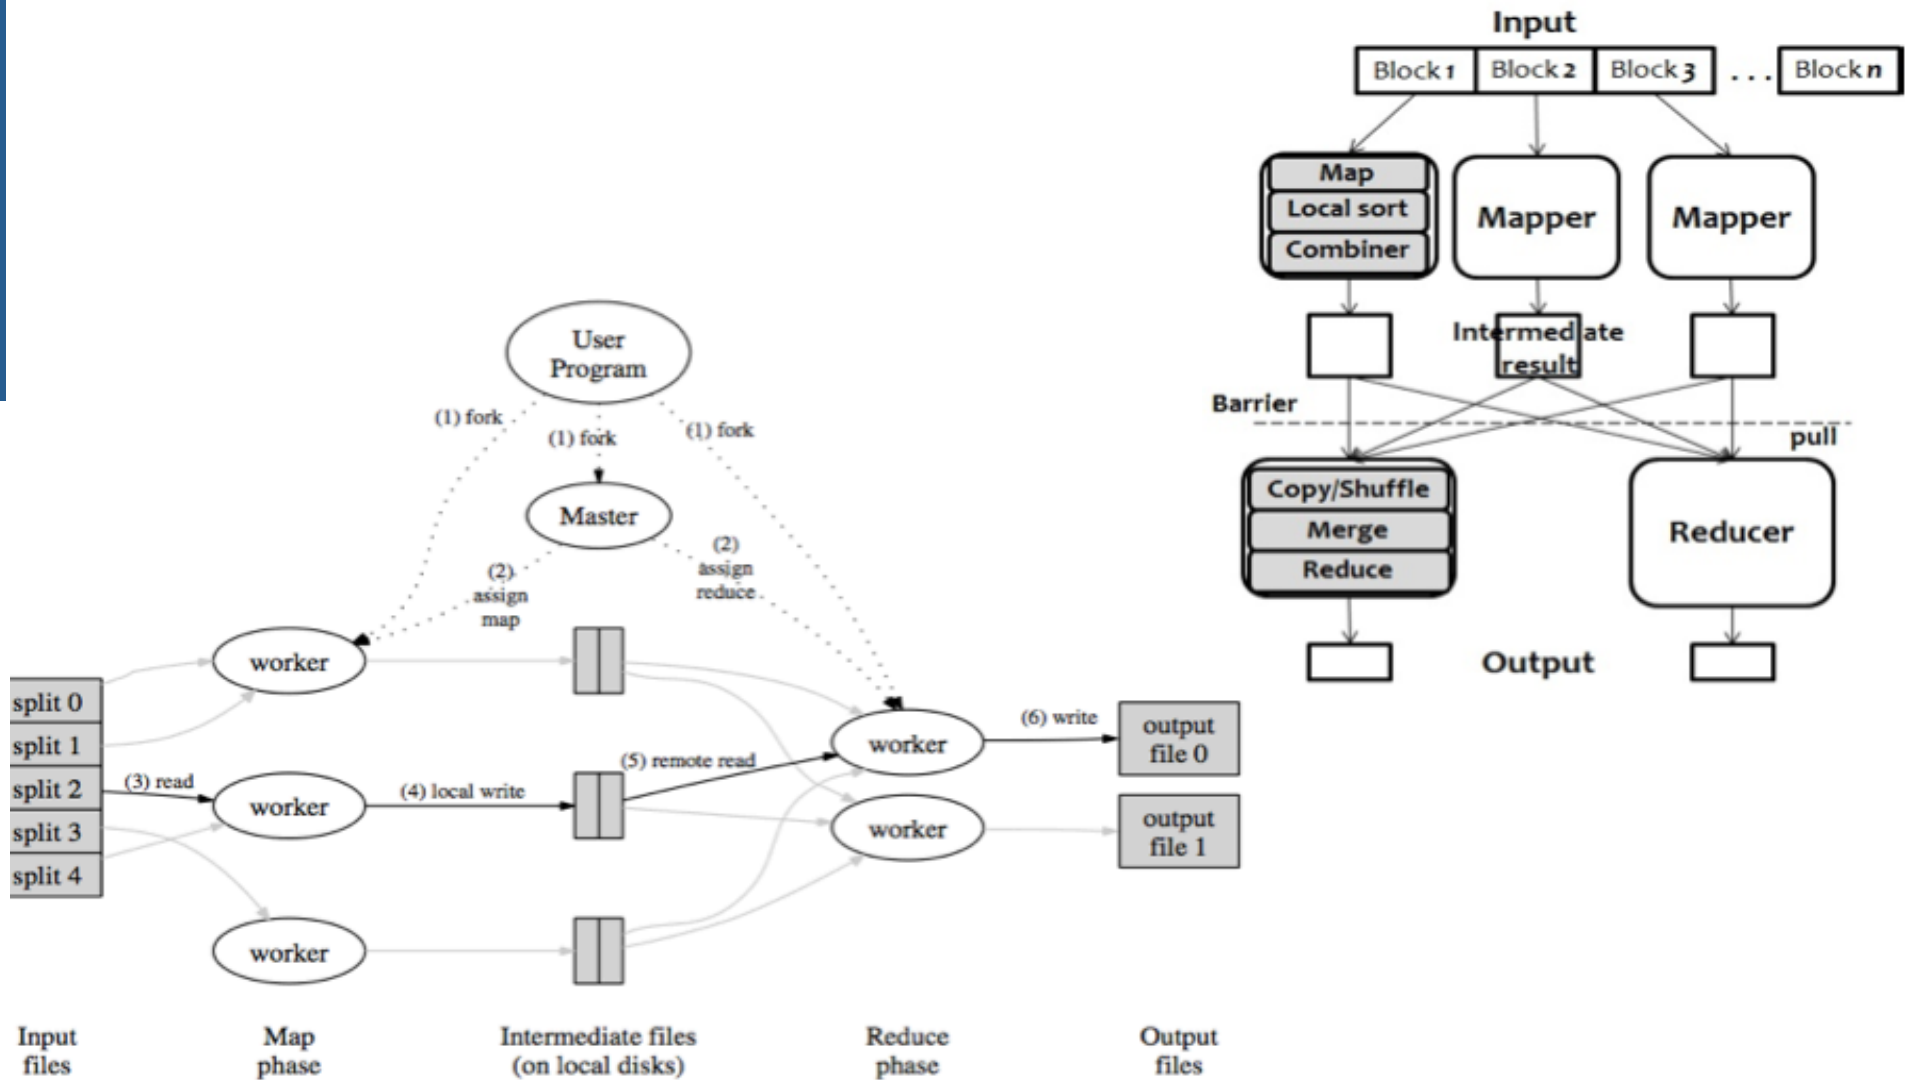 Input
Block 1 Block 2 Block 3 ... Block n
Map
Local sort
Combiner
Mapper
Mapper
Intermed ate
result
Barrier
pull
Copy/Shuffle
Merge
Reduce
Reducer
Output
User
Program
(1) fork
(1) fork
(1) fork
Master
(2)
assign
map
(2)
assign
reduce
split 0
split 1
split 2
split 3
split 4
(3) read
worker
worker
worker
(4) local write
(5) remote read
worker
worker
(6) write
output
file 0
output
file 1
Input
files
Map
phase
Intermediate files
(on local disks)
Reduce
phase
Output
files